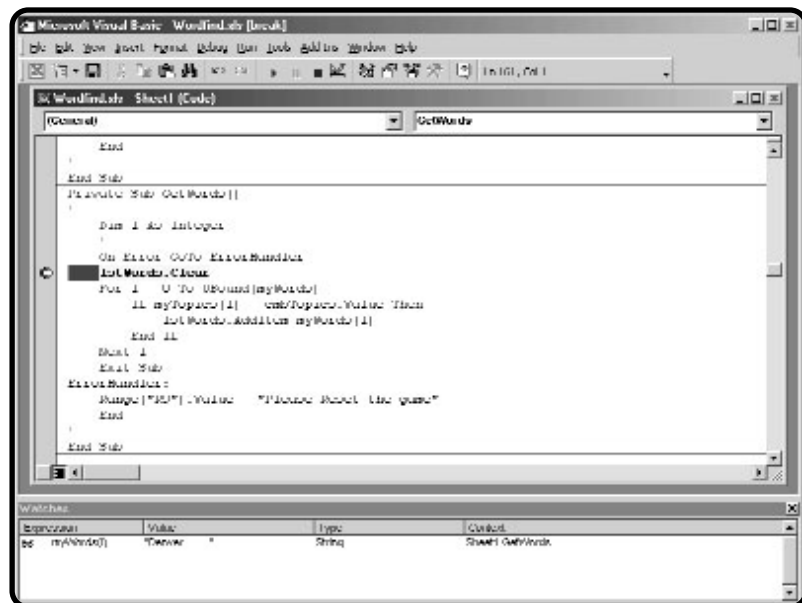 Microsoft Visual Basic - Wordfind.xls [break]
File Edit View Insert Format Debug Run Tools Add-Ins Window Help
Ln 161, Col 1
Wordfind.xls - Sheet1 (Code)
(General) GetWords
End
'
End Sub
Private Sub GetWords()
'
Dim I As Integer
'
On Error GoTo ErrorHandler
lstWords.Clear
For I = 0 To UBound(myWords)
If myTopics(I) = cmbTopics.Value Then
lstWords.AddItem myWords(I)
End If
Next I
Exit Sub
ErrorHandler:
Range("").Value = "Please Reset the game"
End
'
End Sub
Watches
Expression Value Type Context
myWords(I) "Denver " String Sheet1.GetWords